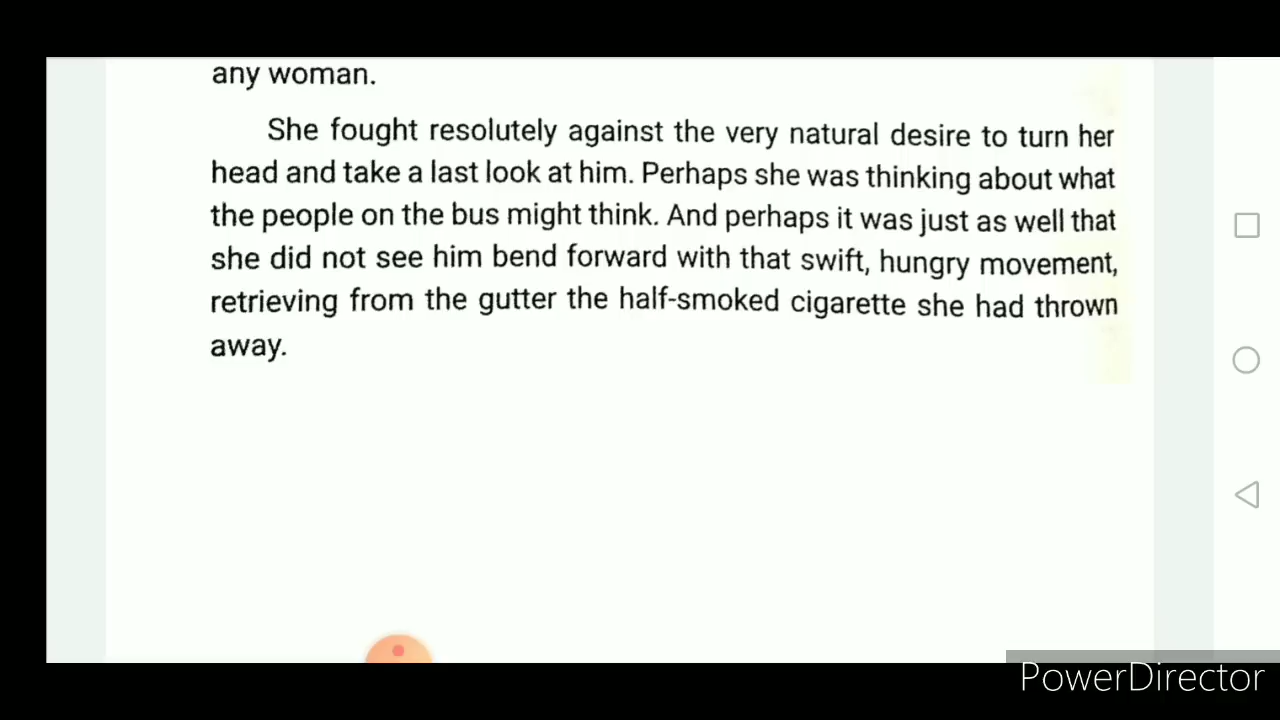 any woman.
She fought resolutely against the very natural desire to turn her
head and take a last look at him. Perhaps she was thinking about what
the people on the bus might think. And perhaps it was just as well that
she did not see him bend forward with that swift, hungry movement,
retrieving from the gutter the half-smoked cigarette she had thrown
away.
PowerDirector